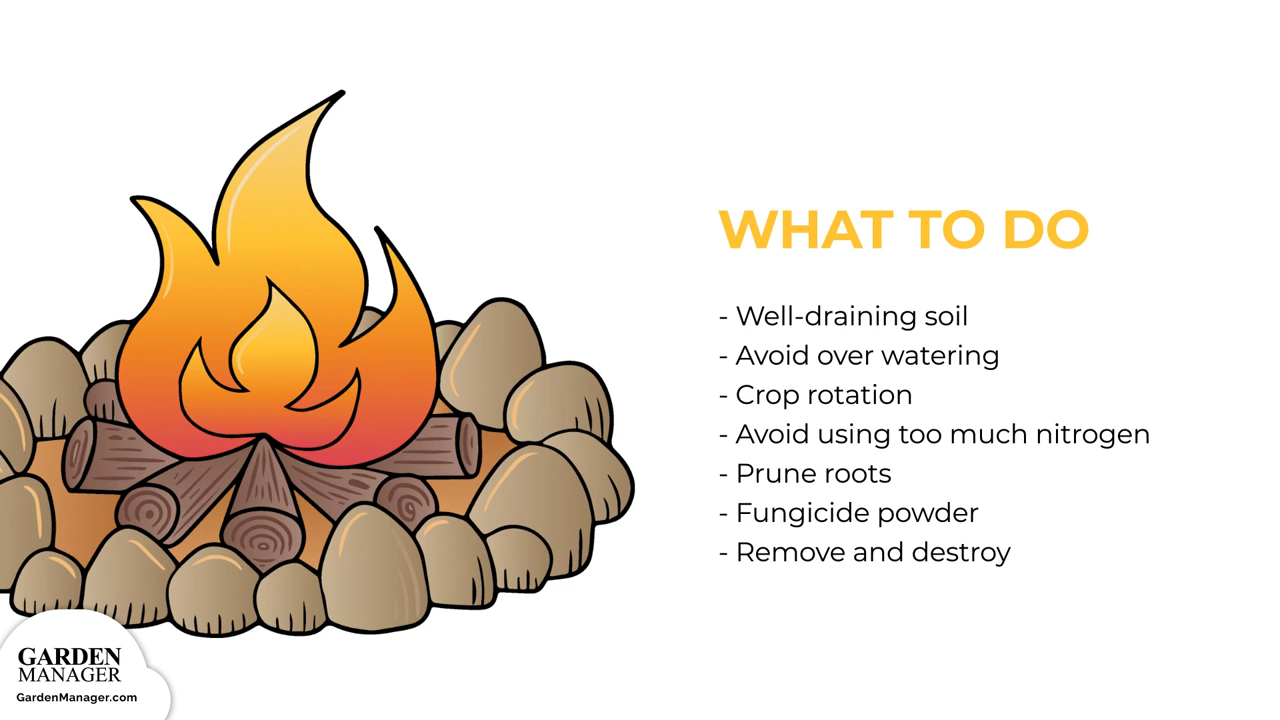 WHAT TO DO
- Well-draining soil
- Avoid over watering
- Crop rotation
- Avoid using too much nitrogen
- Prune roots
- Fungicide powder
- Remove and destroy
GARDEN
MANAGER
GardenManager.com